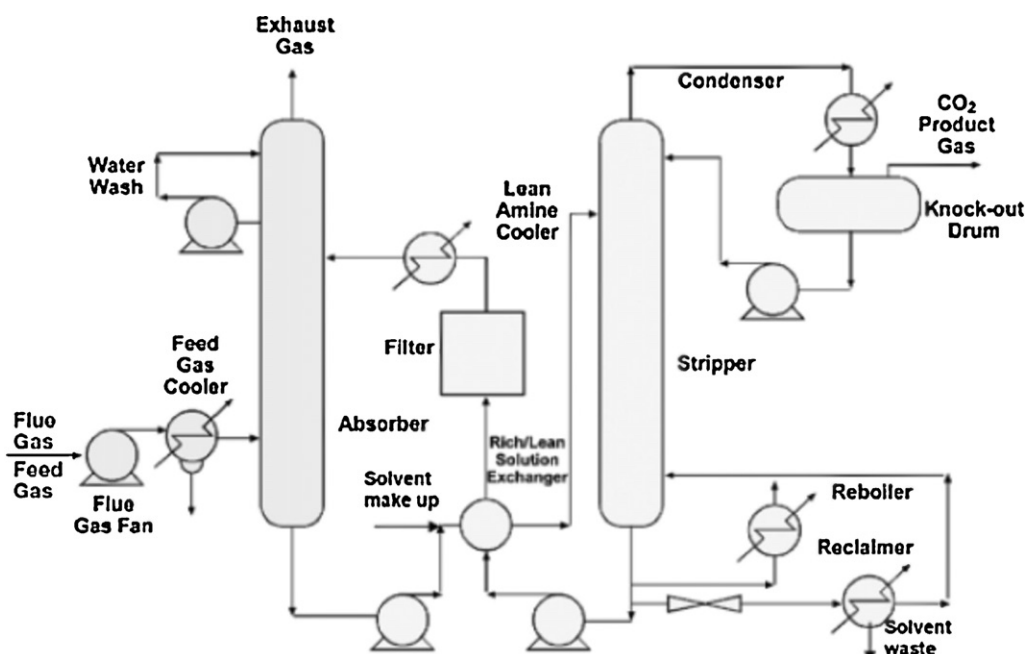 Exhaust
Gas
Condenser
CO2
Product
Gas
Water
Wash
Lean
Amine
Cooler
Knock-out
Drum
Feed
Gas
Cooler
Filter
Stripper
Absorber
Flue
Gas
Feed
Gas
Rich/Lean
Solution
Exchanger
Solvent
make up
Flue
Gas Fan
Reboiler
Reclaimer
Solvent
waste